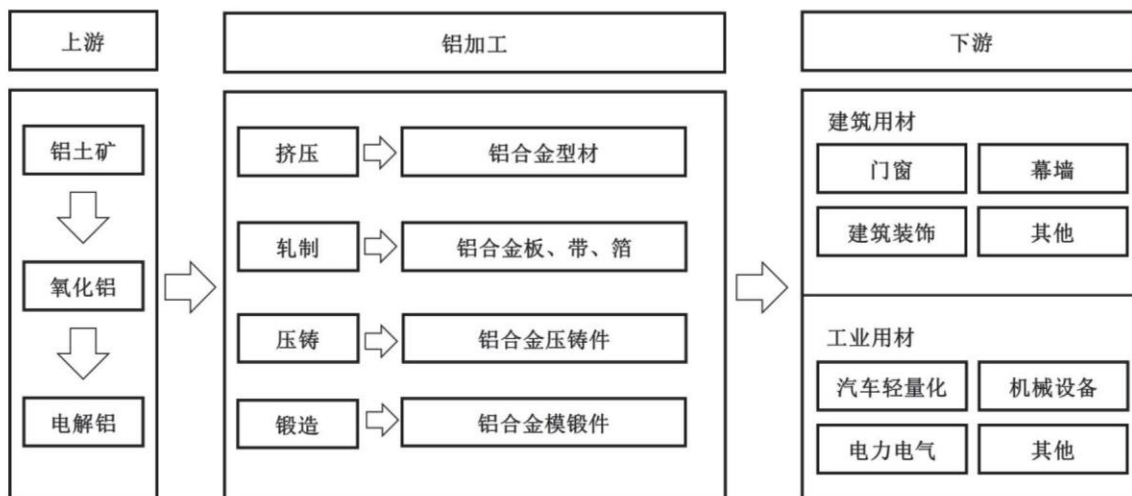 上游
铝加工
下游
铝土矿
氧化铝
电解铝
挤压
铝合金型材
轧制
铝合金板、带、箔
压铸
铝合金压铸件
锻造
铝合金模锻件
建筑用材
门窗
幕墙
建筑装饰
其他
工业用材
汽车轻量化
机械设备
电力电气
其他